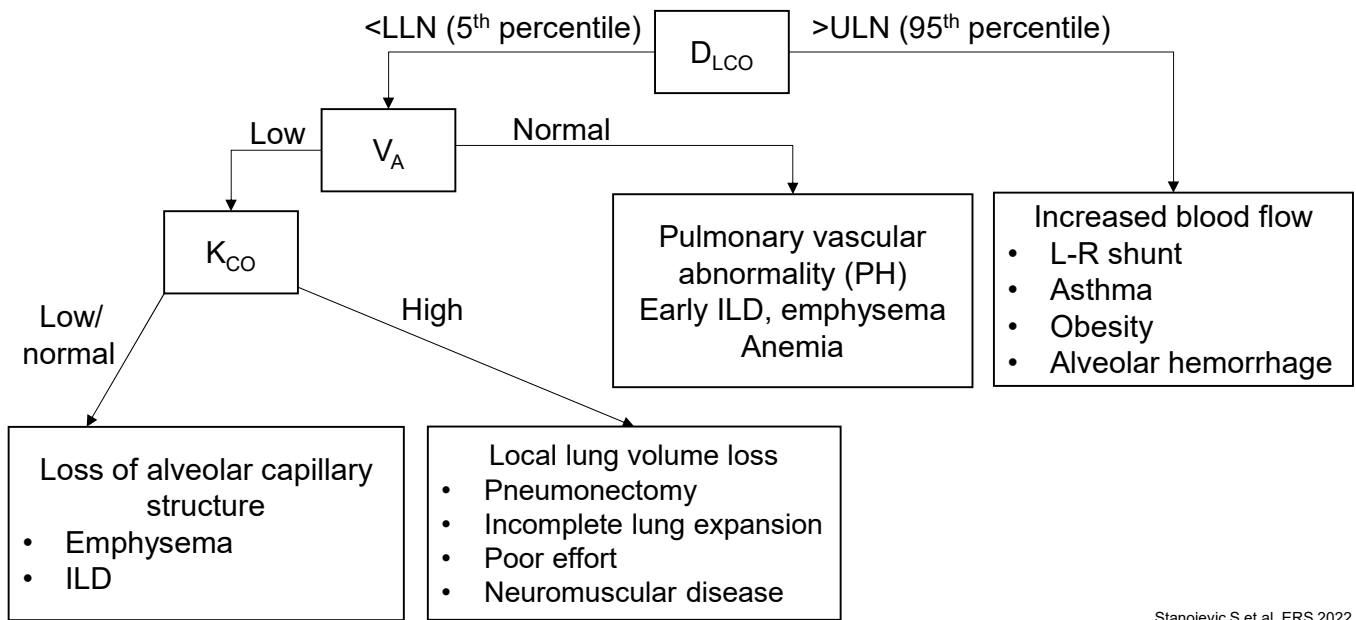 <LLN (5th percentile)
>ULN (95th percentile)
DLCO
Low
VA
Normal
KCO
Low/
normal
High
Pulmonary vascular
abnormality (PH)
Early ILD, emphysema
Anemia
Increased blood flow
• L-R shunt
• Asthma
• Obesity
• Alveolar hemorrhage
Loss of alveolar capillary
structure
• Emphysema
• ILD
Local lung volume loss
• Pneumonectomy
• Incomplete lung expansion
• Poor effort
• Neuromuscular disease
Stanojevic S et al. ERS 2022